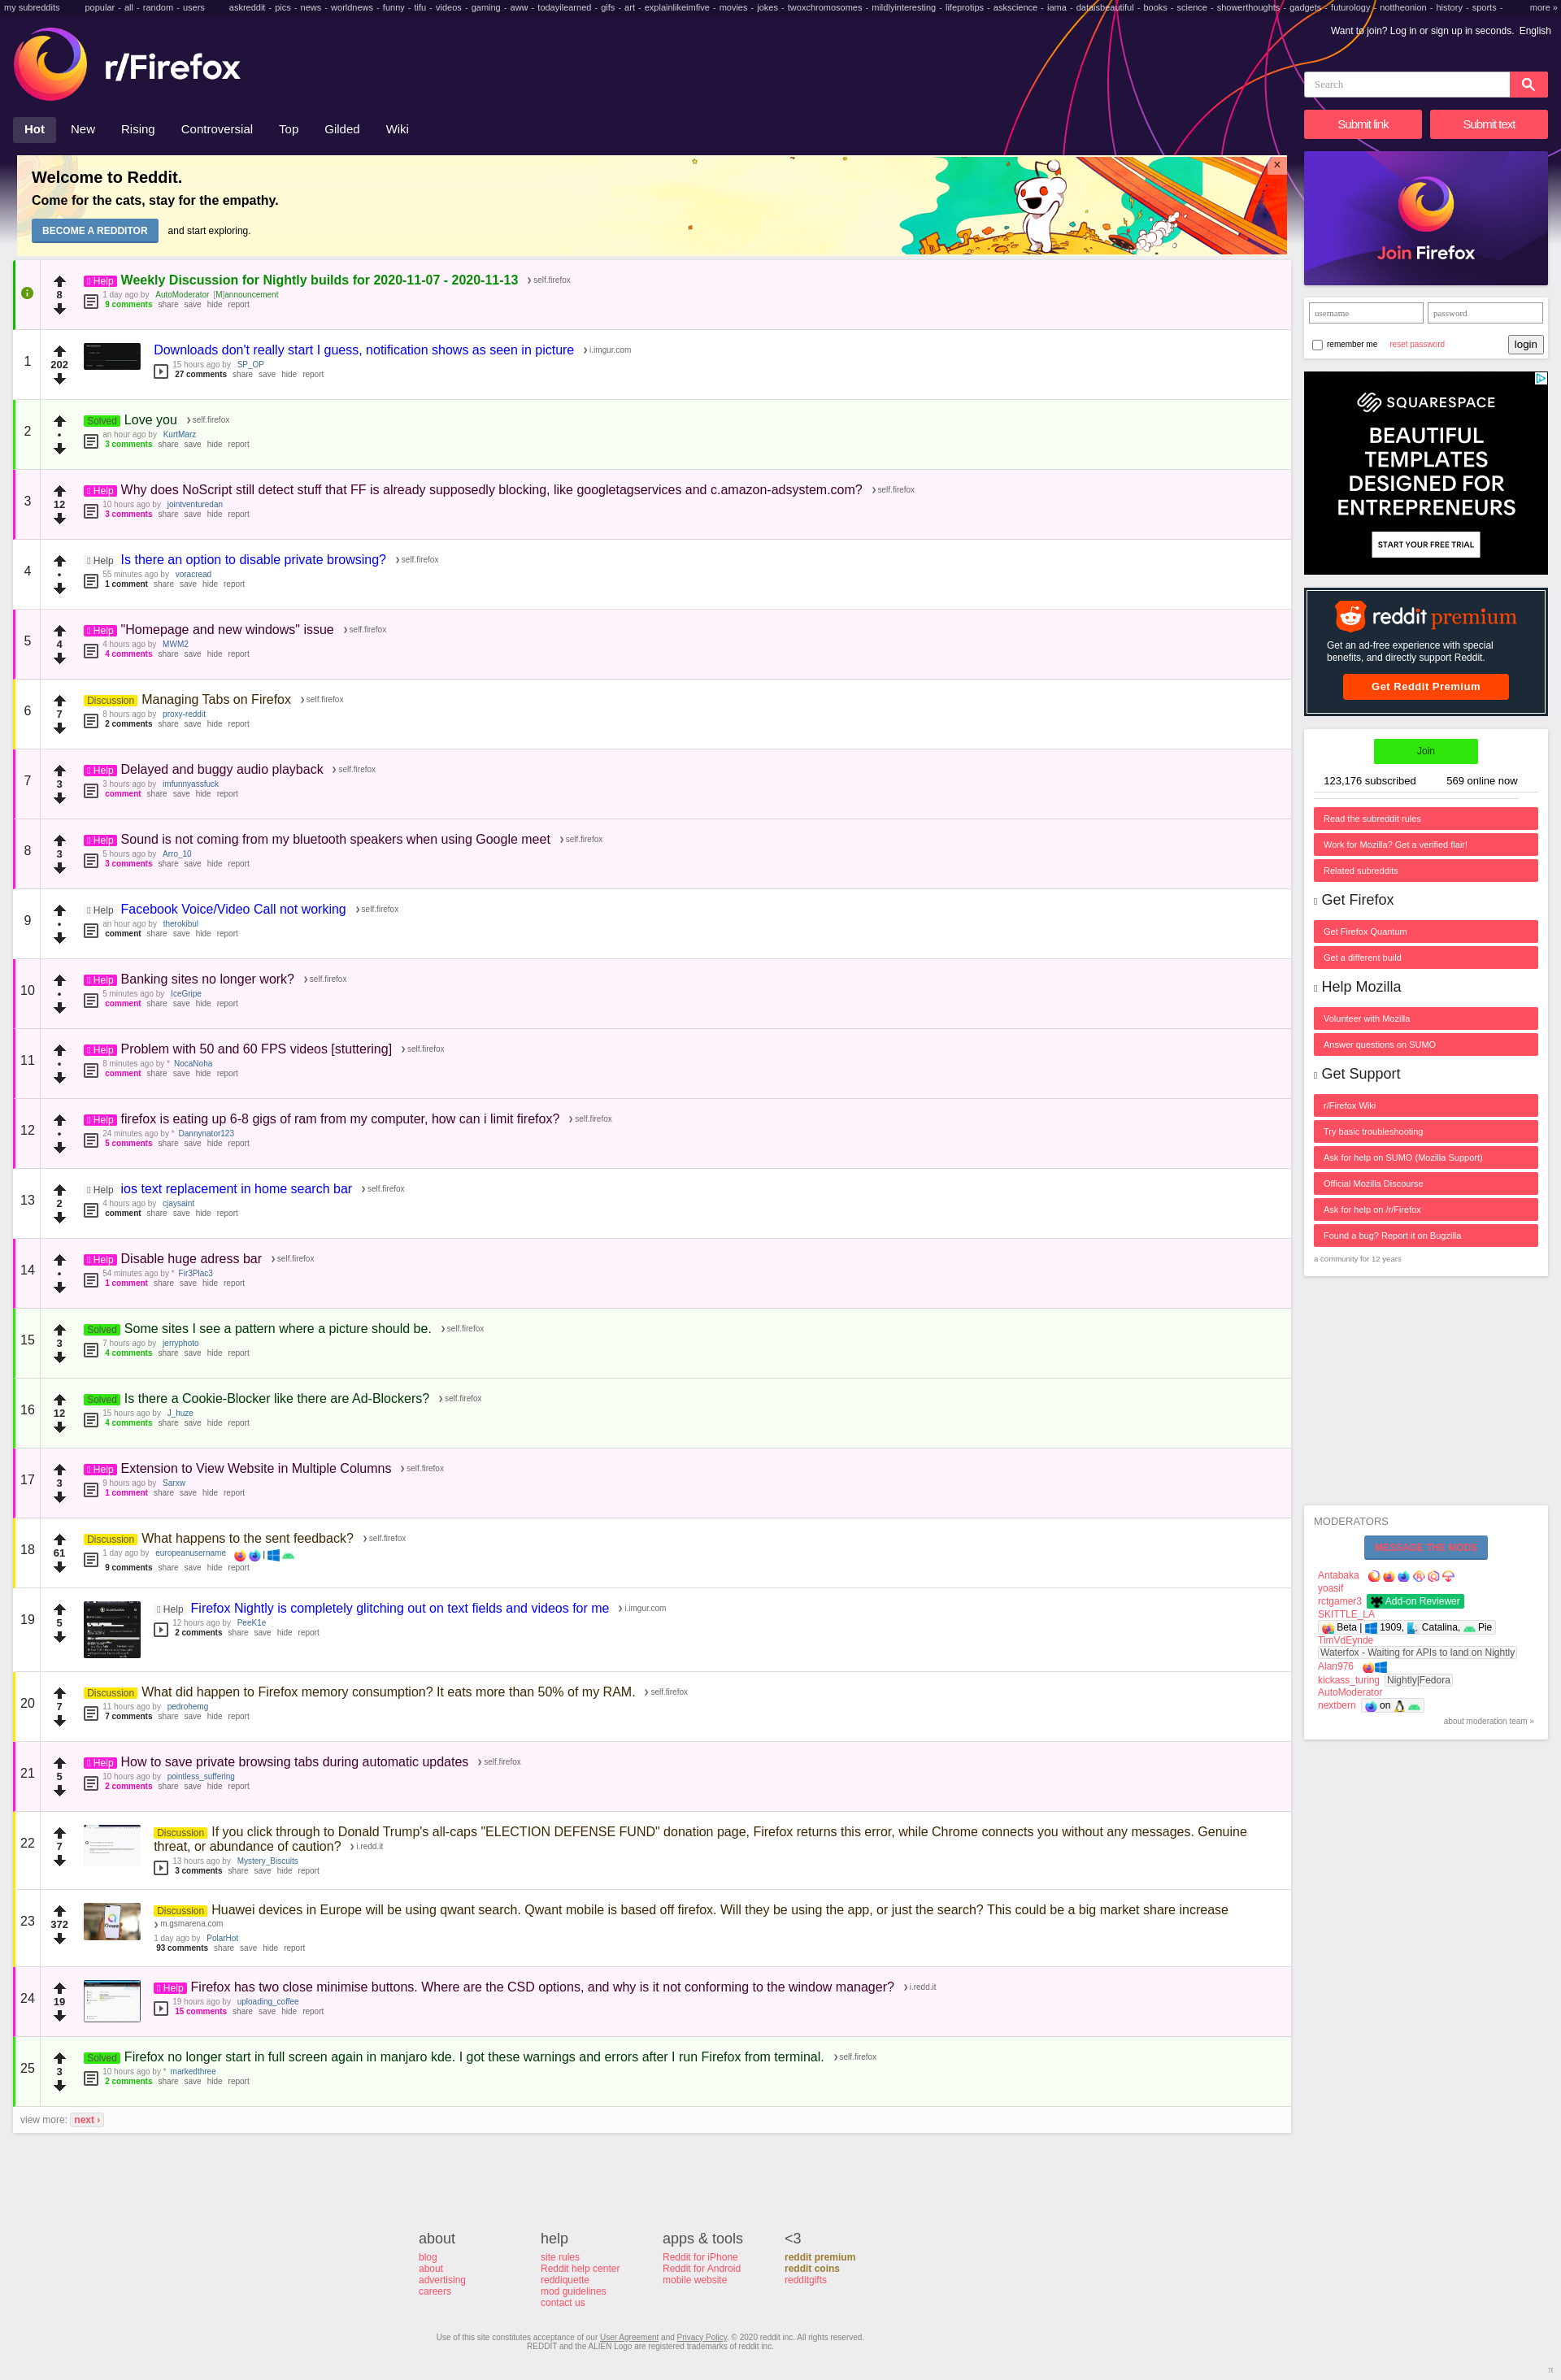 my subreddits popular - all - random - users askreddit - pics - news - worldnews - funny - tifu - videos - gaming - aww - todayilearned - gifs - art - explainlikeimfive - movies - jokes - twoxchromosomes - mildlyinteresting - lifeprotips - askscience - iama - dataisbeautiful - books - science - showerthoughts - gadgets - futurology - nottheonion - history - sports - more »
Want to join? Log in or sign up in seconds. English
r/Firefox
Search
Hot New Rising Controversial Top Gilded Wiki
Submit link Submit text
Welcome to Reddit.
Come for the cats, stay for the empathy.
BECOME A REDDITOR and start exploring.
×
Join Firefox
Help Weekly Discussion for Nightly builds for 2020-11-07 - 2020-11-13 ❯ self.firefox
8
1 day ago by AutoModerator [M]announcement
9 comments share save hide report
1
202
Downloads don't really start I guess, notification shows as seen in picture ❯ i.imgur.com
15 hours ago by SP_OP
27 comments share save hide report
2
•
Solved Love you ❯ self.firefox
an hour ago by KurtMarz
3 comments share save hide report
3
12
Help Why does NoScript still detect stuff that FF is already supposedly blocking, like googletagservices and c.amazon-adsystem.com? ❯ self.firefox
10 hours ago by jointventuredan
3 comments share save hide report
4
•
Help Is there an option to disable private browsing? ❯ self.firefox
55 minutes ago by voracread
1 comment share save hide report
5
4
Help "Homepage and new windows" issue ❯ self.firefox
4 hours ago by MWM2
4 comments share save hide report
6
7
Discussion Managing Tabs on Firefox ❯ self.firefox
8 hours ago by proxy-reddit
2 comments share save hide report
7
3
Help Delayed and buggy audio playback ❯ self.firefox
3 hours ago by imfunnyassfuck
comment share save hide report
8
3
Help Sound is not coming from my bluetooth speakers when using Google meet ❯ self.firefox
5 hours ago by Arro_10
3 comments share save hide report
9
•
Help Facebook Voice/Video Call not working ❯ self.firefox
an hour ago by therokibul
comment share save hide report
10
•
Help Banking sites no longer work? ❯ self.firefox
5 minutes ago by IceGripe
comment share save hide report
11
•
Help Problem with 50 and 60 FPS videos [stuttering] ❯ self.firefox
8 minutes ago by * NocaNoha
comment share save hide report
12
•
Help firefox is eating up 6-8 gigs of ram from my computer, how can i limit firefox? ❯ self.firefox
24 minutes ago by * Dannynator123
5 comments share save hide report
13
2
Help ios text replacement in home search bar ❯ self.firefox
4 hours ago by cjaysaint
comment share save hide report
14
•
Help Disable huge adress bar ❯ self.firefox
54 minutes ago by * Fir3Plac3
1 comment share save hide report
15
3
Solved Some sites I see a pattern where a picture should be. ❯ self.firefox
7 hours ago by jerryphoto
4 comments share save hide report
16
12
Solved Is there a Cookie-Blocker like there are Ad-Blockers? ❯ self.firefox
15 hours ago by J_huze
4 comments share save hide report
17
3
Help Extension to View Website in Multiple Columns ❯ self.firefox
9 hours ago by Sarxw
1 comment share save hide report
18
61
Discussion What happens to the sent feedback? ❯ self.firefox
1 day ago by europeanusername |
9 comments share save hide report
19
5
Help Firefox Nightly is completely glitching out on text fields and videos for me ❯ i.imgur.com
12 hours ago by PeeK1e
2 comments share save hide report
20
7
Discussion What did happen to Firefox memory consumption? It eats more than 50% of my RAM. ❯ self.firefox
11 hours ago by pedrohemg
7 comments share save hide report
21
5
Help How to save private browsing tabs during automatic updates ❯ self.firefox
10 hours ago by pointless_suffering
2 comments share save hide report
22
7
Discussion If you click through to Donald Trump's all-caps "ELECTION DEFENSE FUND" donation page, Firefox returns this error, while Chrome connects you without any messages. Genuine
threat, or abundance of caution? ❯ i.redd.it
13 hours ago by Mystery_Biscuits
3 comments share save hide report
23
372
Discussion Huawei devices in Europe will be using qwant search. Qwant mobile is based off firefox. Will they be using the app, or just the search? This could be a big market share increase
❯ m.gsmarena.com
1 day ago by PolarHot
93 comments share save hide report
24
19
Help Firefox has two close minimise buttons. Where are the CSD options, and why is it not conforming to the window manager? ❯ i.redd.it
19 hours ago by uploading_coffee
15 comments share save hide report
25
3
Solved Firefox no longer start in full screen again in manjaro kde. I got these warnings and errors after I run Firefox from terminal. ❯ self.firefox
10 hours ago by * markedthree
2 comments share save hide report
view more: next ›
username password
remember me reset password login
SQUARESPACE
BEAUTIFUL
TEMPLATES
DESIGNED FOR
ENTREPRENEURS
START YOUR FREE TRIAL
reddit premium
Get an ad-free experience with special
benefits, and directly support Reddit.
Get Reddit Premium
Join
123,176 subscribed 569 online now
Read the subreddit rules
Work for Mozilla? Get a verified flair!
Related subreddits
Get Firefox
Get Firefox Quantum
Get a different build
Help Mozilla
Volunteer with Mozilla
Answer questions on SUMO
Get Support
r/Firefox Wiki
Try basic troubleshooting
Ask for help on SUMO (Mozilla Support)
Official Mozilla Discourse
Ask for help on /r/Firefox
Found a bug? Report it on Bugzilla
a community for 12 years
MODERATORS
MESSAGE THE MODS
Antabaka
yoasif
rctgamer3 Add-on Reviewer
SKITTLE_LA
Beta | 1909, Catalina, Pie
TimVdEynde
Waterfox - Waiting for APIs to land on Nightly
Alan976
kickass_turing Nightly|Fedora
AutoModerator
nextbern on
about moderation team »
about help apps & tools <3
blog site rules Reddit for iPhone reddit premium
about Reddit help center Reddit for Android reddit coins
advertising reddiquette mobile website redditgifts
careers mod guidelines
contact us
Use of this site constitutes acceptance of our User Agreement and Privacy Policy. © 2020 reddit inc. All rights reserved.
REDDIT and the ALIEN Logo are registered trademarks of reddit inc.
π